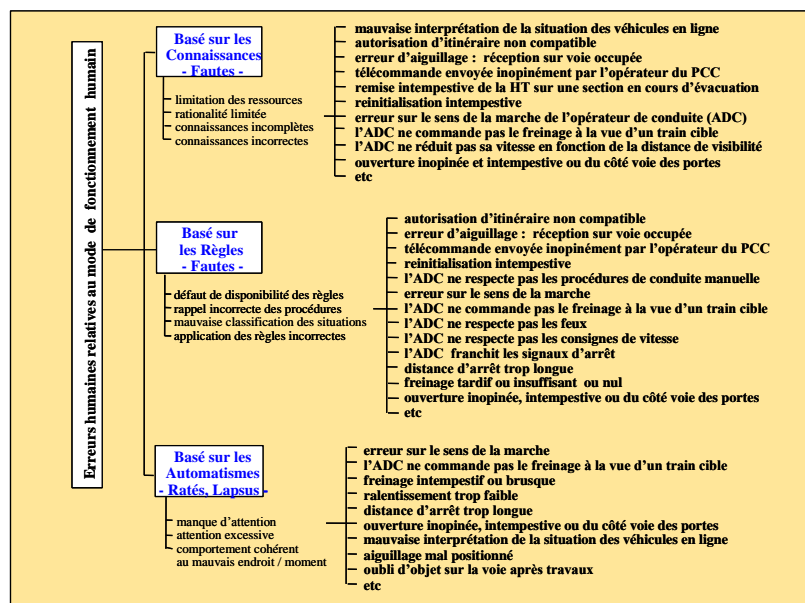 Erreurs humaines relatives au mode de fonctionnement humain
Basé sur les
Connaissances
- Fautes -
limitation des ressources
rationalité limitée
connaissances incomplètes
connaissances incorrectes
mauvaise interprétation de la situation des véhicules en ligne
autorisation d’itinéraire non compatible
erreur d’aiguillage : réception sur voie occupée
télécommande envoyée inopinément par l’opérateur du PCC
remise intempestive de la HT sur une section en cours d’évacuation
reinitialisation intempestive
erreur sur le sens de la marche de l’opérateur de conduite (ADC)
l’ADC ne commande pas le freinage à la vue d’un train cible
l’ADC ne réduit pas sa vitesse en fonction de la distance de visibilité
ouverture inopinée et intempestive ou du côté voie des portes
etc
Basé sur
les Règles
- Fautes -
défaut de disponibilité des règles
rappel incorrecte des procédures
mauvaise classification des situations
application des règles incorrectes
autorisation d’itinéraire non compatible
erreur d’aiguillage : réception sur voie occupée
télécommande envoyée inopinément par l’opérateur du PCC
reinitialisation intempestive
l’ADC ne respecte pas les procédures de conduite manuelle
erreur sur le sens de la marche
l’ADC ne commande pas le freinage à la vue d’un train cible
l’ADC ne respecte pas les feux
l’ADC ne respecte pas les consignes de vitesse
l’ADC franchit les signaux d’arrêt
distance d’arrêt trop longue
freinage tardif ou insuffisant ou nul
ouverture inopinée, intempestive ou du côté voie des portes
etc
Basé sur les
Automatismes
- Ratés, Lapsus -
manque d’attention
attention excessive
comportement cohérent
au mauvais endroit / moment
erreur sur le sens de la marche
l’ADC ne commande pas le freinage à la vue d’un train cible
freinage intempestif ou brusque
ralentissement trop faible
distance d’arrêt trop longue
ouverture inopinée, intempestive ou du côté voie des portes
mauvaise interprétation de la situation des véhicules en ligne
aiguillage mal positionné
oubli d’objet sur la voie après travaux
etc